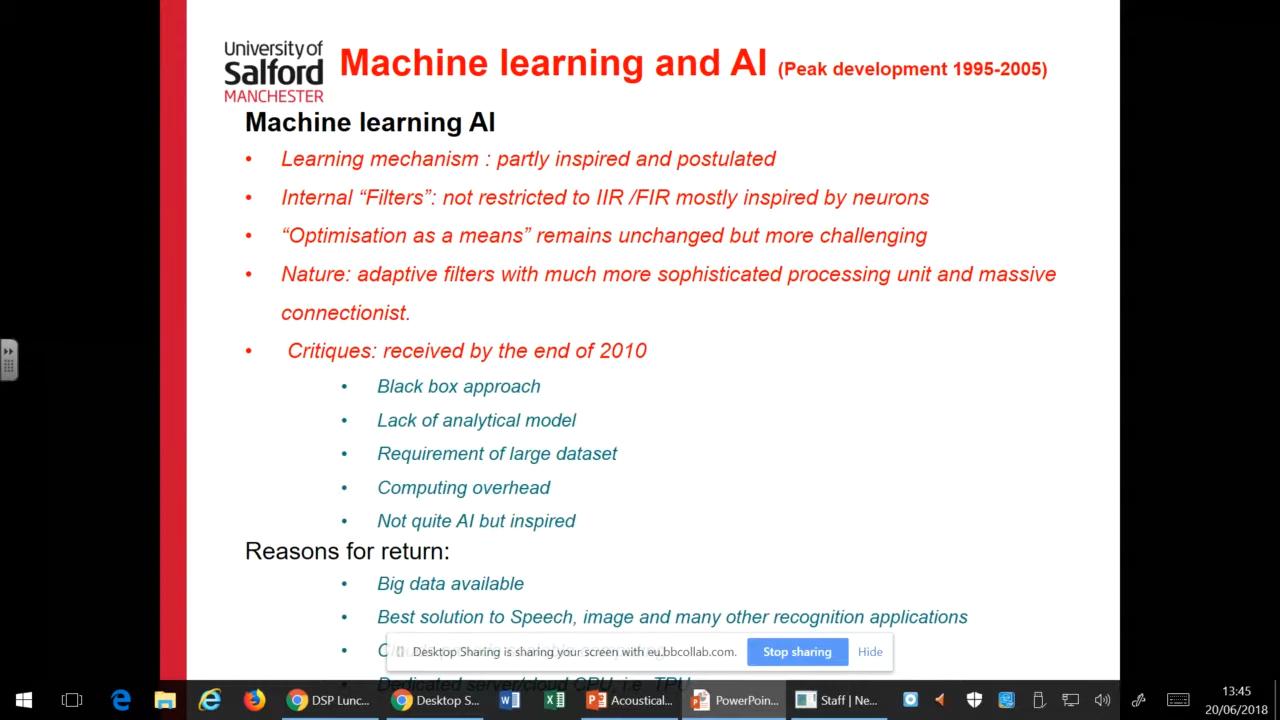 University of
Salford
MANCHESTER
Machine learning and AI (Peak development 1995-2005)
Machine learning AI
• Learning mechanism : partly inspired and postulated
• Internal “Filters”: not restricted to IIR /FIR mostly inspired by neurons
• “Optimisation as a means” remains unchanged but more challenging
• Nature: adaptive filters with much more sophisticated processing unit and massive
connectionist.
• Critiques: received by the end of 2010
• Black box approach
• Lack of analytical model
• Requirement of large dataset
• Computing overhead
• Not quite AI but inspired
Reasons for return:
• Big data available
• Best solution to Speech, image and many other recognition applications
•
Desktop Sharing is sharing your screen with eu.bbcollab.com. Stop sharing Hide
• Dedicated server/cloud CPU, i.e. TPU
DSP Lunc... Desktop S... Acoustical... PowerPoin... Staff | Ne... 13:45
20/06/2018